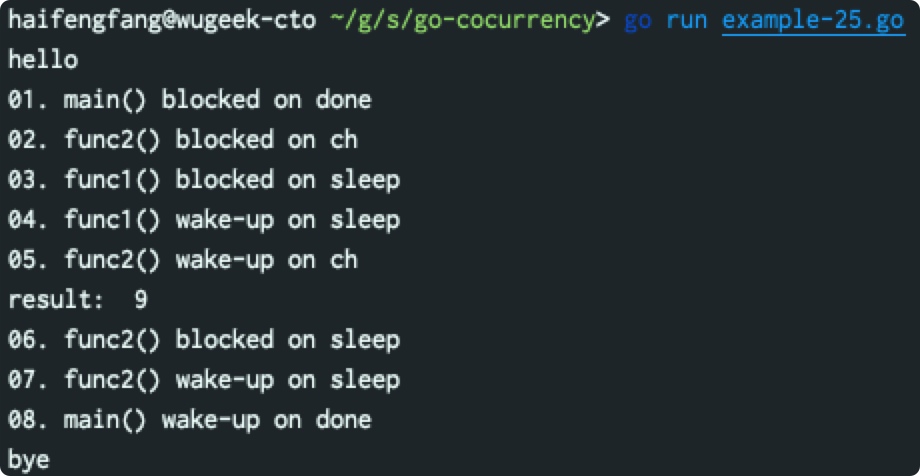 haifengfang@wugeek-cto ~/g/s/go-cocurrency> go run example-25.go
hello
01. main() blocked on done
02. func2() blocked on ch
03. func1() blocked on sleep
04. func1() wake-up on sleep
05. func2() wake-up on ch
result:  9
06. func2() blocked on sleep
07. func2() wake-up on sleep
08. main() wake-up on done
bye